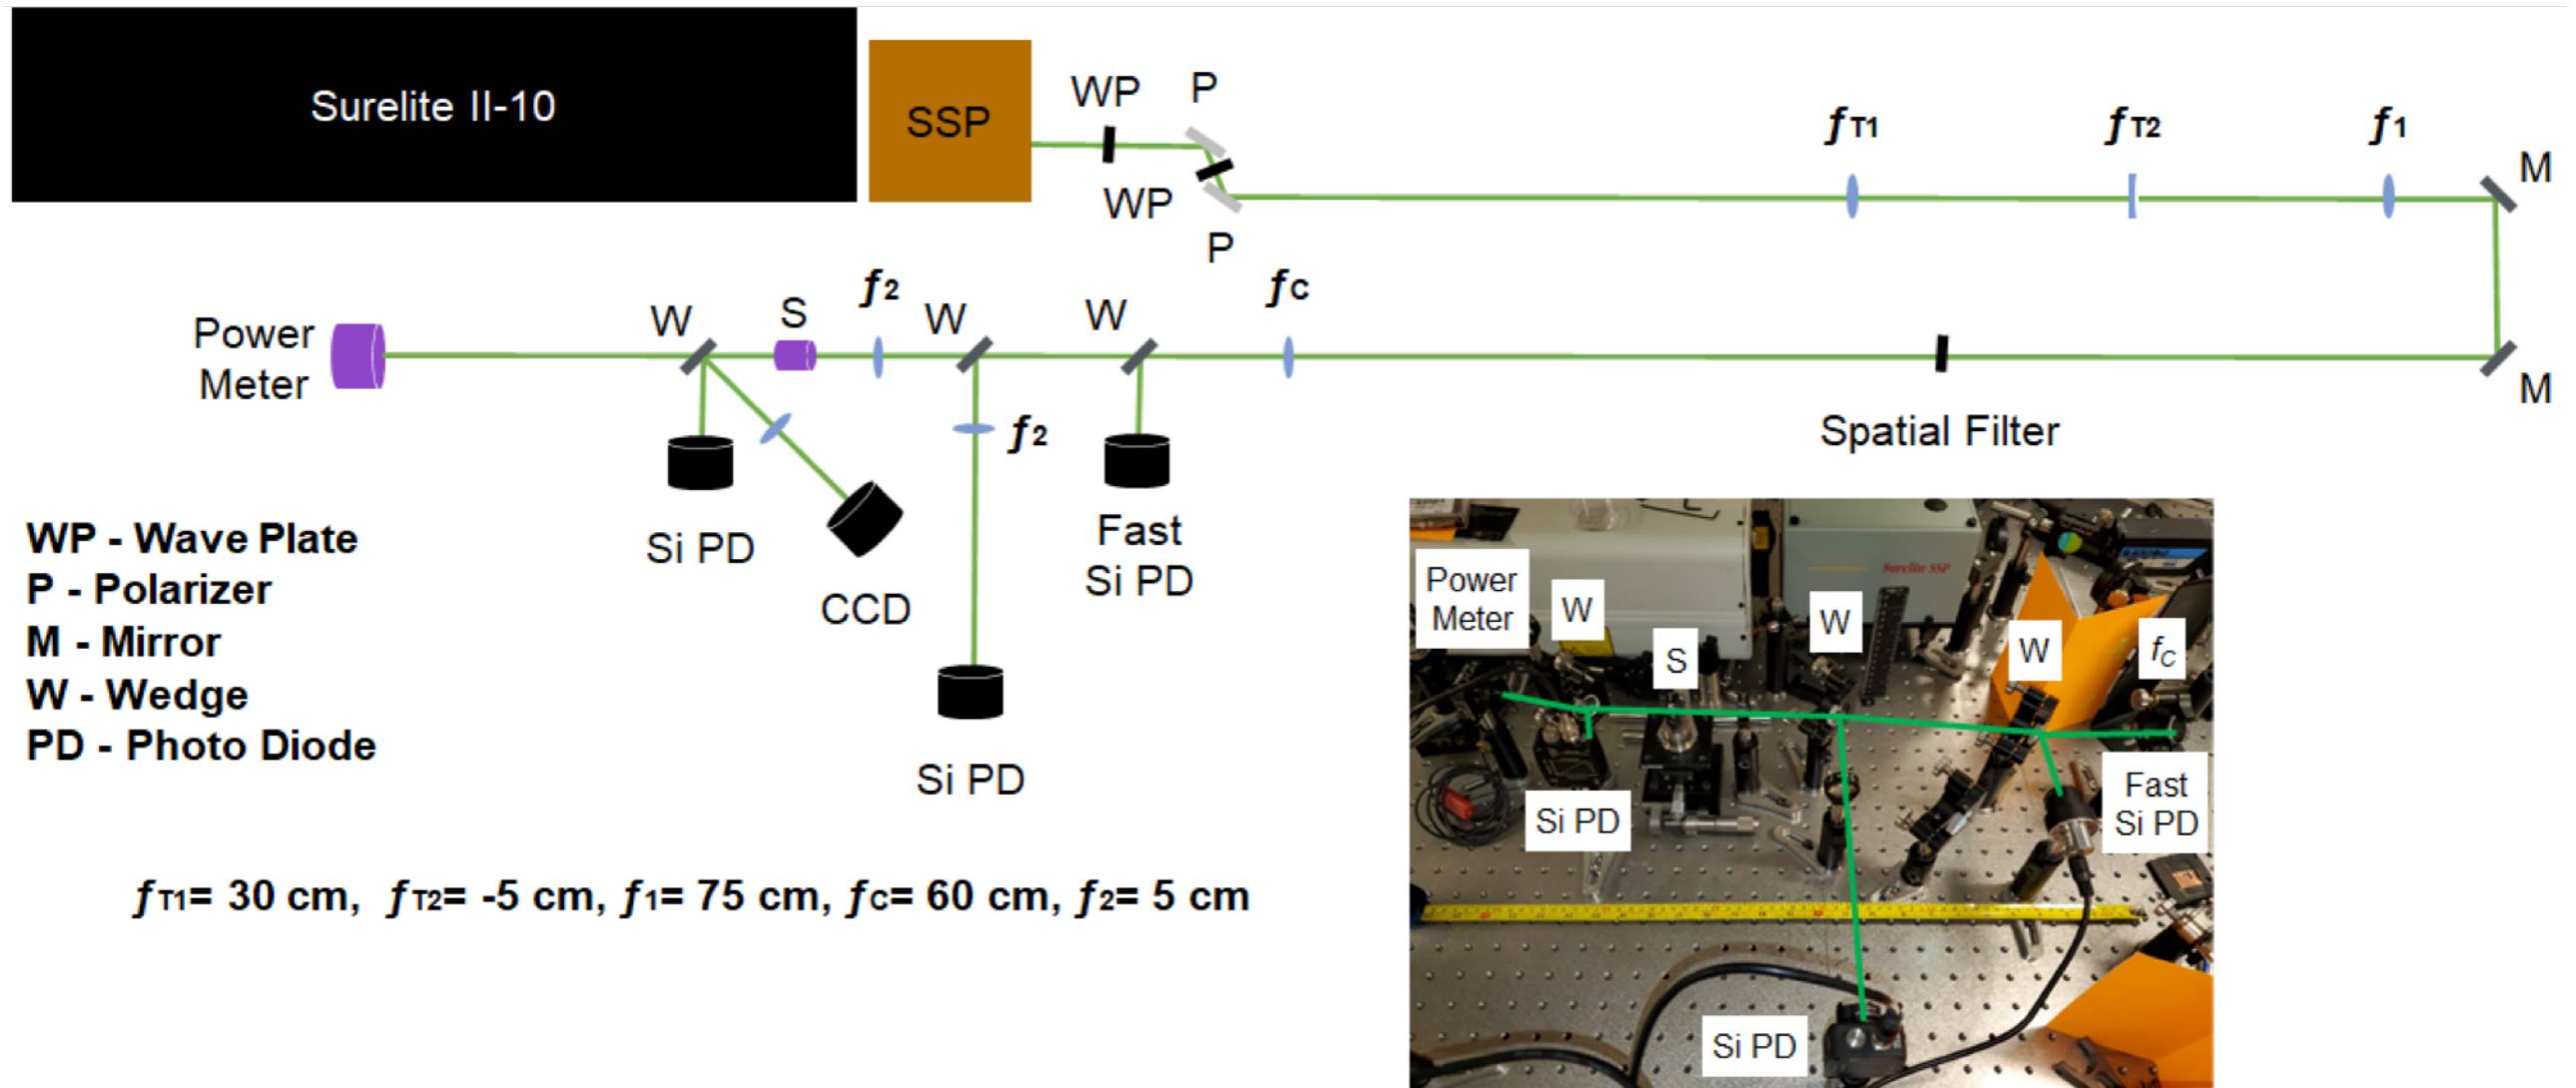 Surelite II-10
SSP
WP
P
WP
P
fT1
fT2
f1
M
M
Spatial Filter
fC
W
W
f2
S
W
Power
Meter
f2
Si PD
CCD
Si PD
Fast
Si PD
WP - Wave Plate
P - Polarizer
M - Mirror
W - Wedge
PD - Photo Diode
fT1= 30 cm, fT2= -5 cm, f1= 75 cm, fC= 60 cm, f2= 5 cm
Surelite SSP
Power
Meter
W
S
W
W
fC
Si PD
Fast
Si PD
Si PD